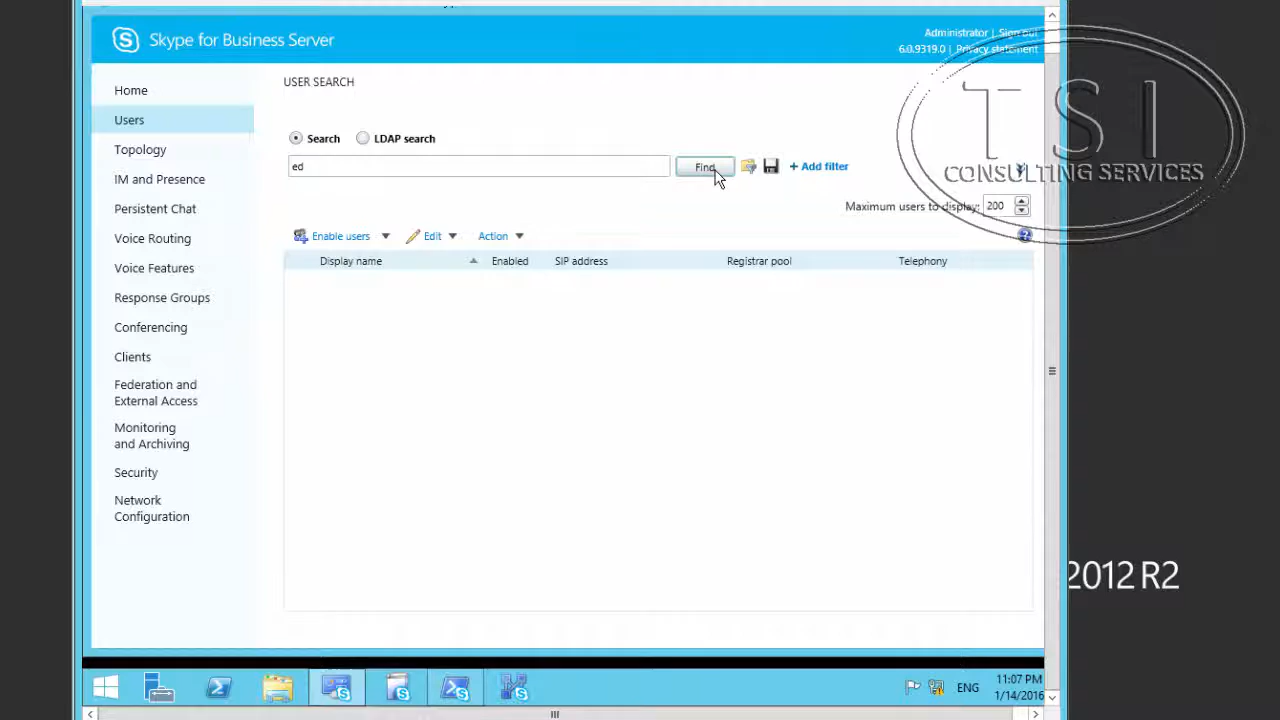 Skype for Business Server
Administrator | Sign out
6.0.9319.0 | Privacy statement
Home
Users
Topology
IM and Presence
Persistent Chat
Voice Routing
Voice Features
Response Groups
Conferencing
Clients
Federation and
External Access
Monitoring
and Archiving
Security
Network
Configuration
USER SEARCH
Search LDAP search
ed Find + Add filter
Maximum users to display: 200
Enable users Edit Action
Display name Enabled SIP address Registrar pool Telephony
TSI
CONSULTING SERVICES
2012 R2
ENG
11:07 PM
1/14/2016